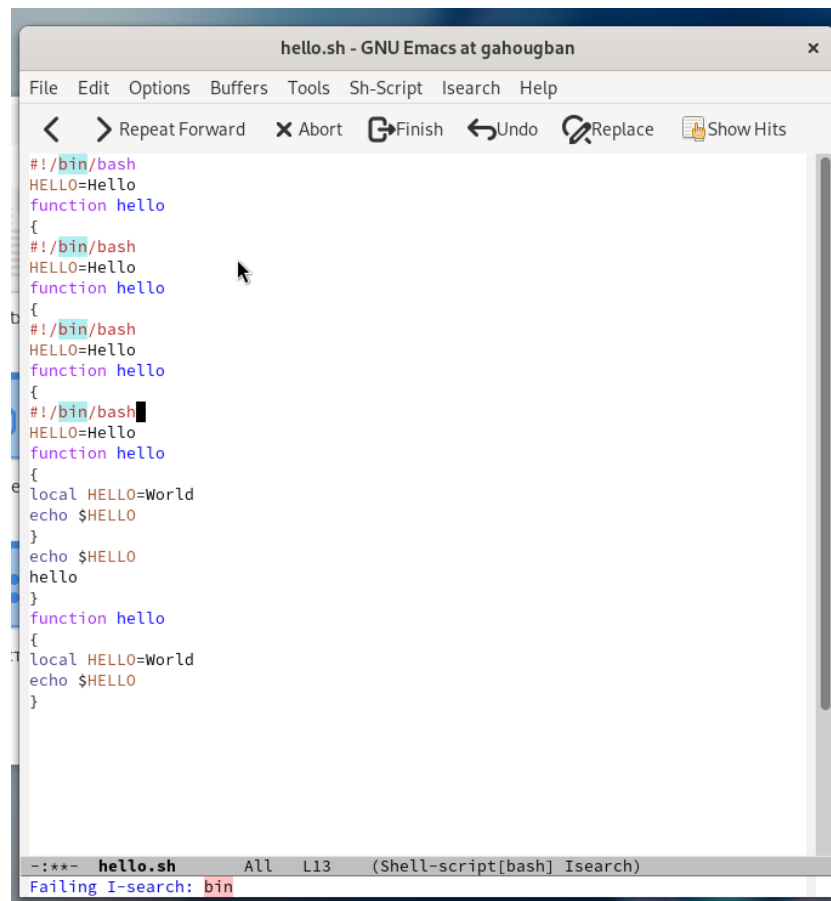 hello.sh - GNU Emacs at gahougban ×
File Edit Options Buffers Tools Sh-Script Isearch Help
Repeat Forward Abort Finish Undo Replace Show Hits
#!/bin/bash
HELLO=Hello
function hello
{
#!/bin/bash
HELLO=Hello
function hello
{
#!/bin/bash
HELLO=Hello
function hello
{
#!/bin/bash
HELLO=Hello
function hello
{
local HELLO=World
echo $HELLO
}
echo $HELLO
hello
}
function hello
{
local HELLO=World
echo $HELLO
}
-:**- hello.sh All L13 (Shell-script[bash] Isearch)
Failing I-search: bin